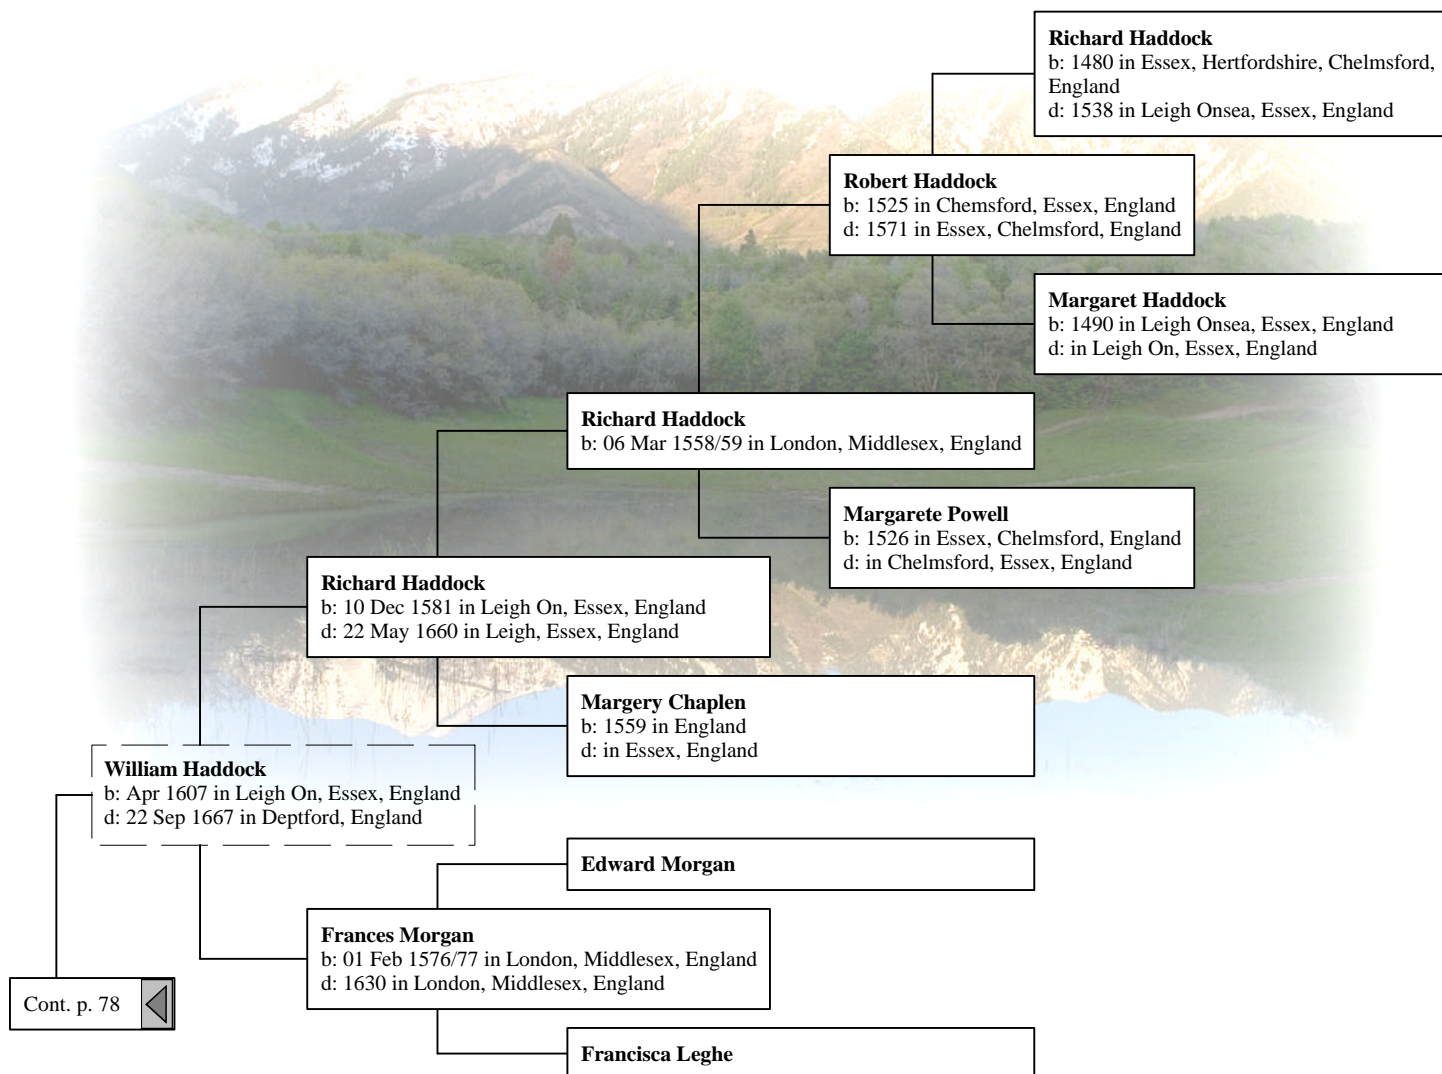 Richard Haddock
b: 1480 in Essex, Hertfordshire, Chelmsford,
England
d: 1538 in Leigh Onsea, Essex, England
Robert Haddock
b: 1525 in Chemsford, Essex, England
d: 1571 in Essex, Chelmsford, England
Margaret Haddock
b: 1490 in Leigh Onsea, Essex, England
d: in Leigh On, Essex, England
Richard Haddock
b: 06 Mar 1558/59 in London, Middlesex, England
Margarete Powell
b: 1526 in Essex, Chelmsford, England
d: in Chelmsford, Essex, England
Richard Haddock
b: 10 Dec 1581 in Leigh On, Essex, England
d: 22 May 1660 in Leigh, Essex, England
Margery Chaplen
b: 1559 in England
d: in Essex, England
William Haddock
b: Apr 1607 in Leigh On, Essex, England
d: 22 Sep 1667 in Deptford, England
Edward Morgan
Frances Morgan
b: 01 Feb 1576/77 in London, Middlesex, England
d: 1630 in London, Middlesex, England
Cont. p. 78
Francisca Leghe